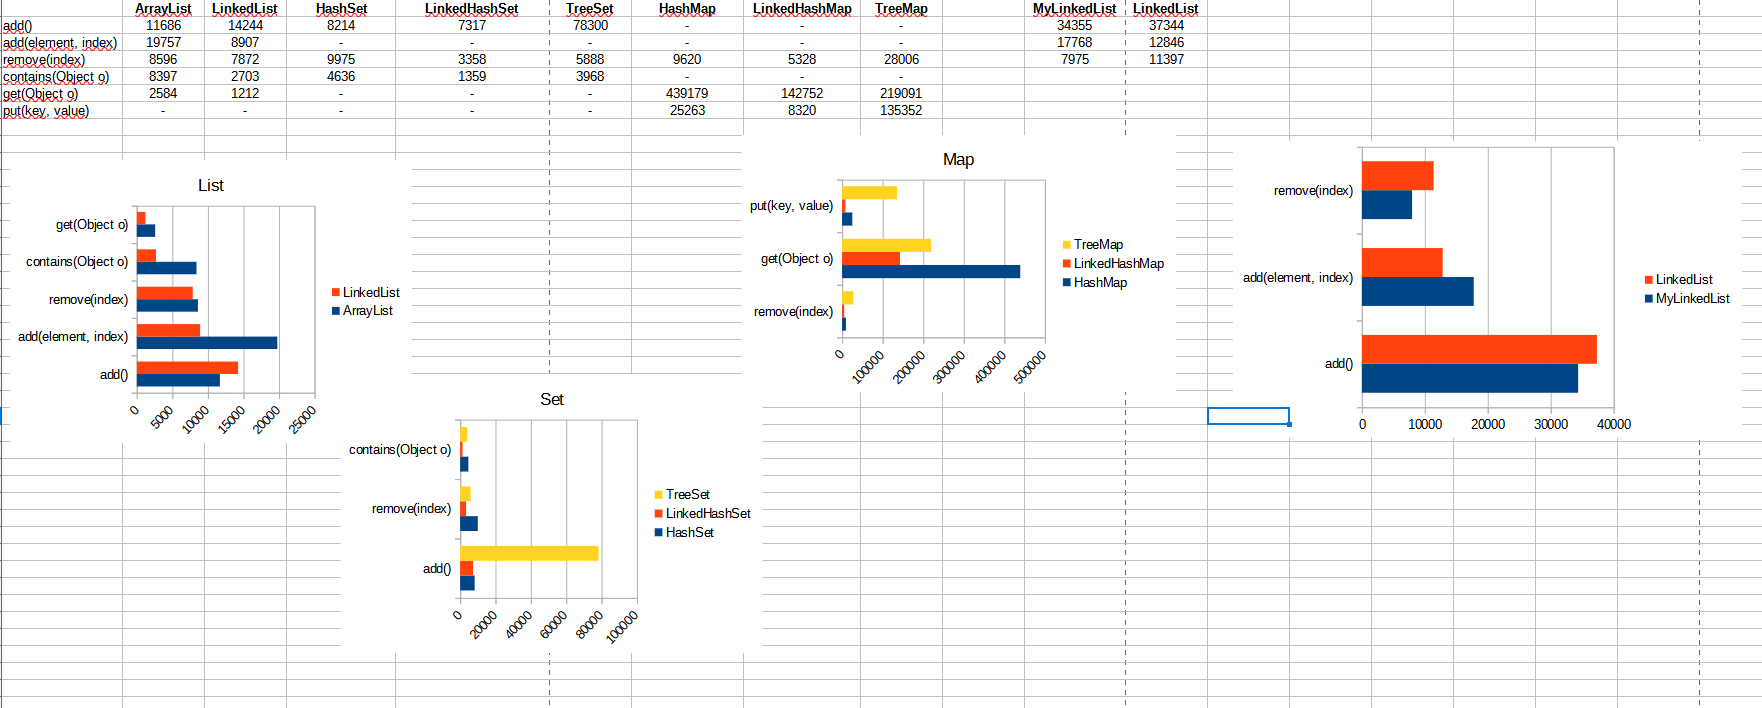 ArrayList LinkedList HashSet LinkedHashSet TreeSet HashMap LinkedHashMap TreeMap MyLinkedList LinkedList
add() 11686 14244 8214 7317 78300 - - - 34355 37344
add(element, index) 19757 8907 - - - - - - 17768 12846
remove(index) 8596 7872 9975 3358 5888 9620 5328 28006 7975 11397
contains(Object o) 8397 2703 4636 1359 3968 - - -
get(Object o) 2584 1212 - - - 439179 142752 219091
put(key, value) - - - - - 25263 8320 135352
List
get(Object o)
contains(Object o)
remove(index)
add(element, index)
add()
0 5000 10000 15000 20000 25000
LinkedList
ArrayList
Set
contains(Object o)
remove(index)
add()
0 20000 40000 60000 80000 100000
TreeSet
LinkedHashSet
HashSet
Map
put(key, value)
get(Object o)
remove(index)
0 100000 200000 300000 400000 500000
TreeMap
LinkedHashMap
HashMap
remove(index)
add(element, index)
add()
0 10000 20000 30000 40000
LinkedList
MyLinkedList